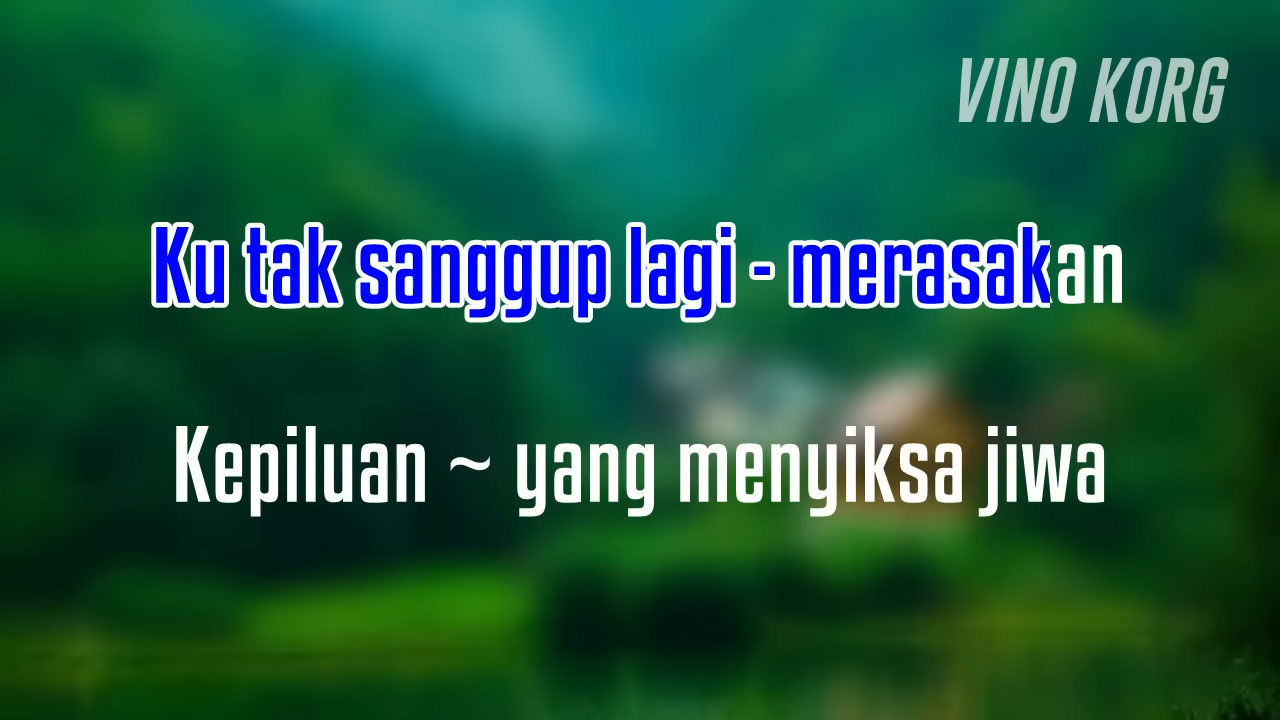 VINO KORG
Ku tak sanggup lagi - merasakan
Kepiluan ~ yang menyiksa jiwa